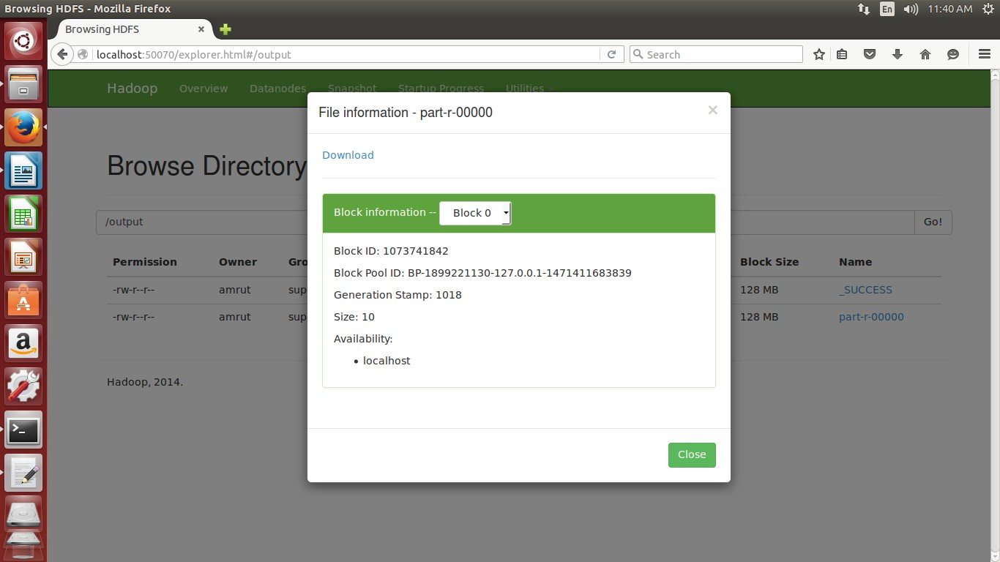 Browsing HDFS - Mozilla Firefox
En
11:40 AM
Browsing HDFS
localhost:50070/explorer.html#/output
Search
Hadoop Overview Datanodes Snapshot Startup Progress Utilities
File information - part-r-00000
×
Download
Browse Directory
Block information -- Block 0
/output
Go!
Block ID: 1073741842
Permission Owner Gro Block Size Name
Block Pool ID: BP-1899221130-127.0.0.1-1471411683839
-rw-r--r-- amrut sup 128 MB _SUCCESS
Generation Stamp: 1018
-rw-r--r-- amrut sup 128 MB part-r-00000
Size: 10
Availability:
• localhost
Hadoop, 2014.
Close